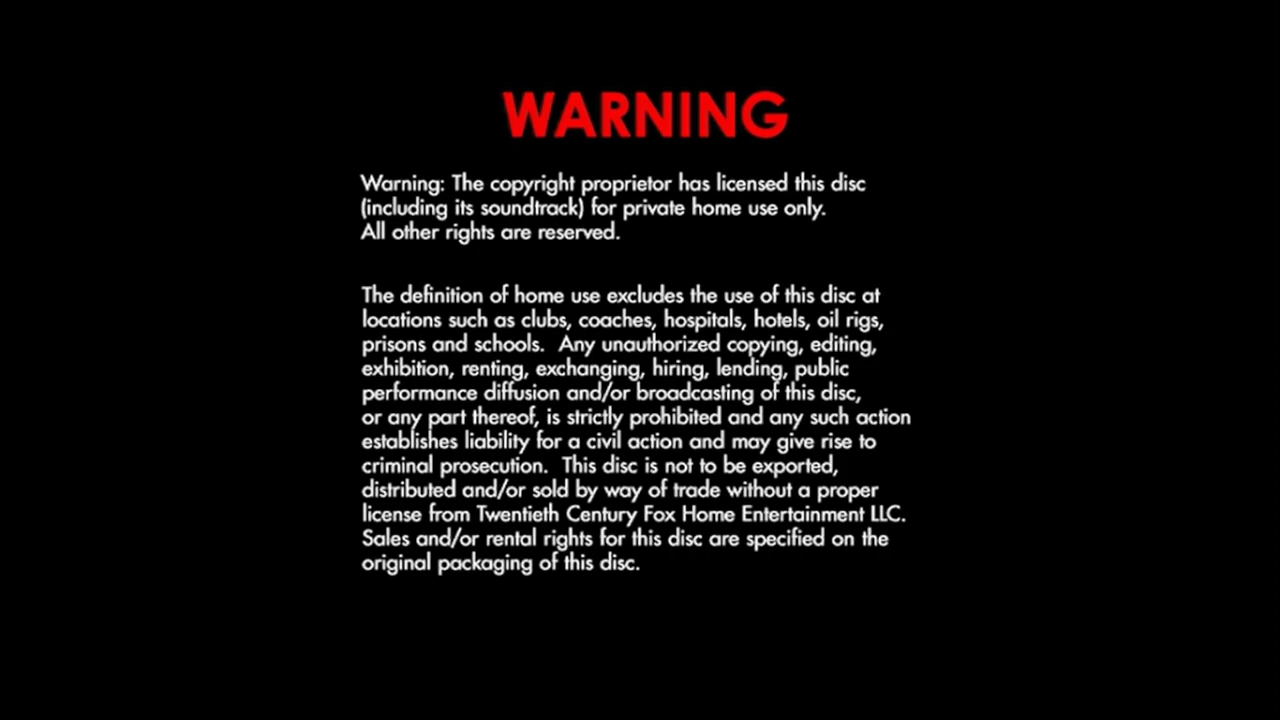 WARNING
Warning: The copyright proprietor has licensed this disc
(including its soundtrack) for private home use only.
All other rights are reserved.
The definition of home use excludes the use of this disc at
locations such as clubs, coaches, hospitals, hotels, oil rigs,
prisons and schools.  Any unauthorized copying, editing,
exhibition, renting, exchanging, hiring, lending, public
performance diffusion and/or broadcasting of this disc,
or any part thereof, is strictly prohibited and any such action
establishes liability for a civil action and may give rise to
criminal prosecution.  This disc is not to be exported,
distributed and/or sold by way of trade without a proper
license from Twentieth Century Fox Home Entertainment LLC.
Sales and/or rental rights for this disc are specified on the
original packaging of this disc.